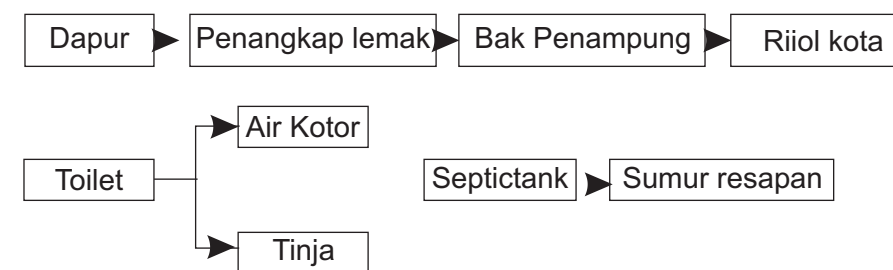 Dapur
Penangkap lemak
Bak Penampung
Riiol kota
Air Kotor
Toilet
Septictank
Sumur resapan
Tinja